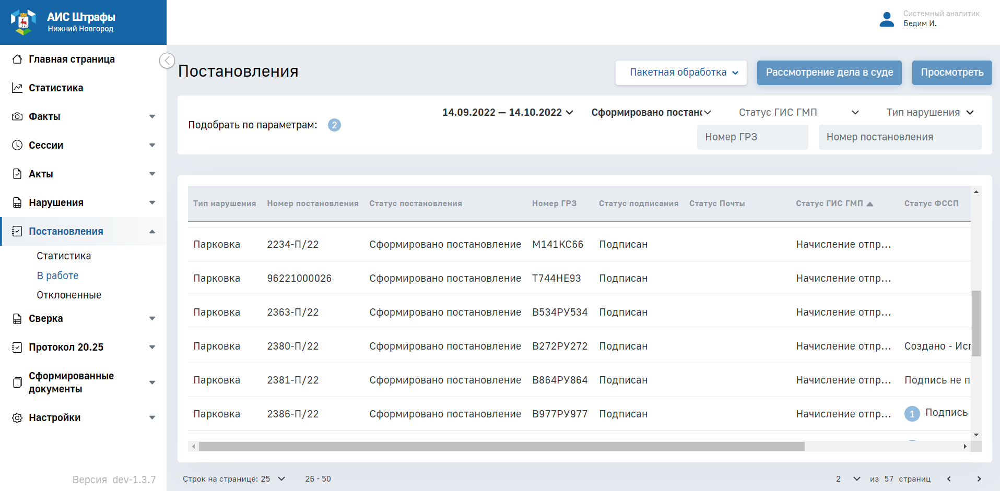 АИС Штрафы
Нижний Новгород
Системный аналитик
Бедим И.
Главная страница
Статистика
Факты
Сессии
Акты
Нарушения
Постановления
Статистика
В работе
Отклоненные
Сверка
Протокол 20.25
Сформированные
документы
Настройки
Версия dev-1.3.7
Постановления
Пакетная обработка
Рассмотрение дела в суде
Просмотреть
Подобрать по параметрам: 2
14.09.2022 — 14.10.2022
Сформировано постан
Статус ГИС ГМП
Тип нарушения
Номер ГРЗ
Номер постановления
Тип нарушения Номер постановления Статус постановления Номер ГРЗ Статус подписания Статус Почты Статус ГИС ГМП Статус ФССП
Парковка 2234-П/22 Сформировано постановление М141КС66 Подписан Начисление отпр...
Парковка 96221000026 Сформировано постановление Т744НЕ93 Подписан Начисление отпр...
Парковка 2363-П/22 Сформировано постановление В534РУ534 Подписан Начисление отпр...
Парковка 2380-П/22 Сформировано постановление В272РУ272 Подписан Начисление отпр... Создано - Исп
Парковка 2381-П/22 Сформировано постановление В864РУ864 Подписан Начисление отпр... Подпись не п
Парковка 2386-П/22 Сформировано постановление В977РУ977 Подписан Начисление отпр... 1 Подпись
Строк на странице: 25 26 - 50 2 из 57 страниц